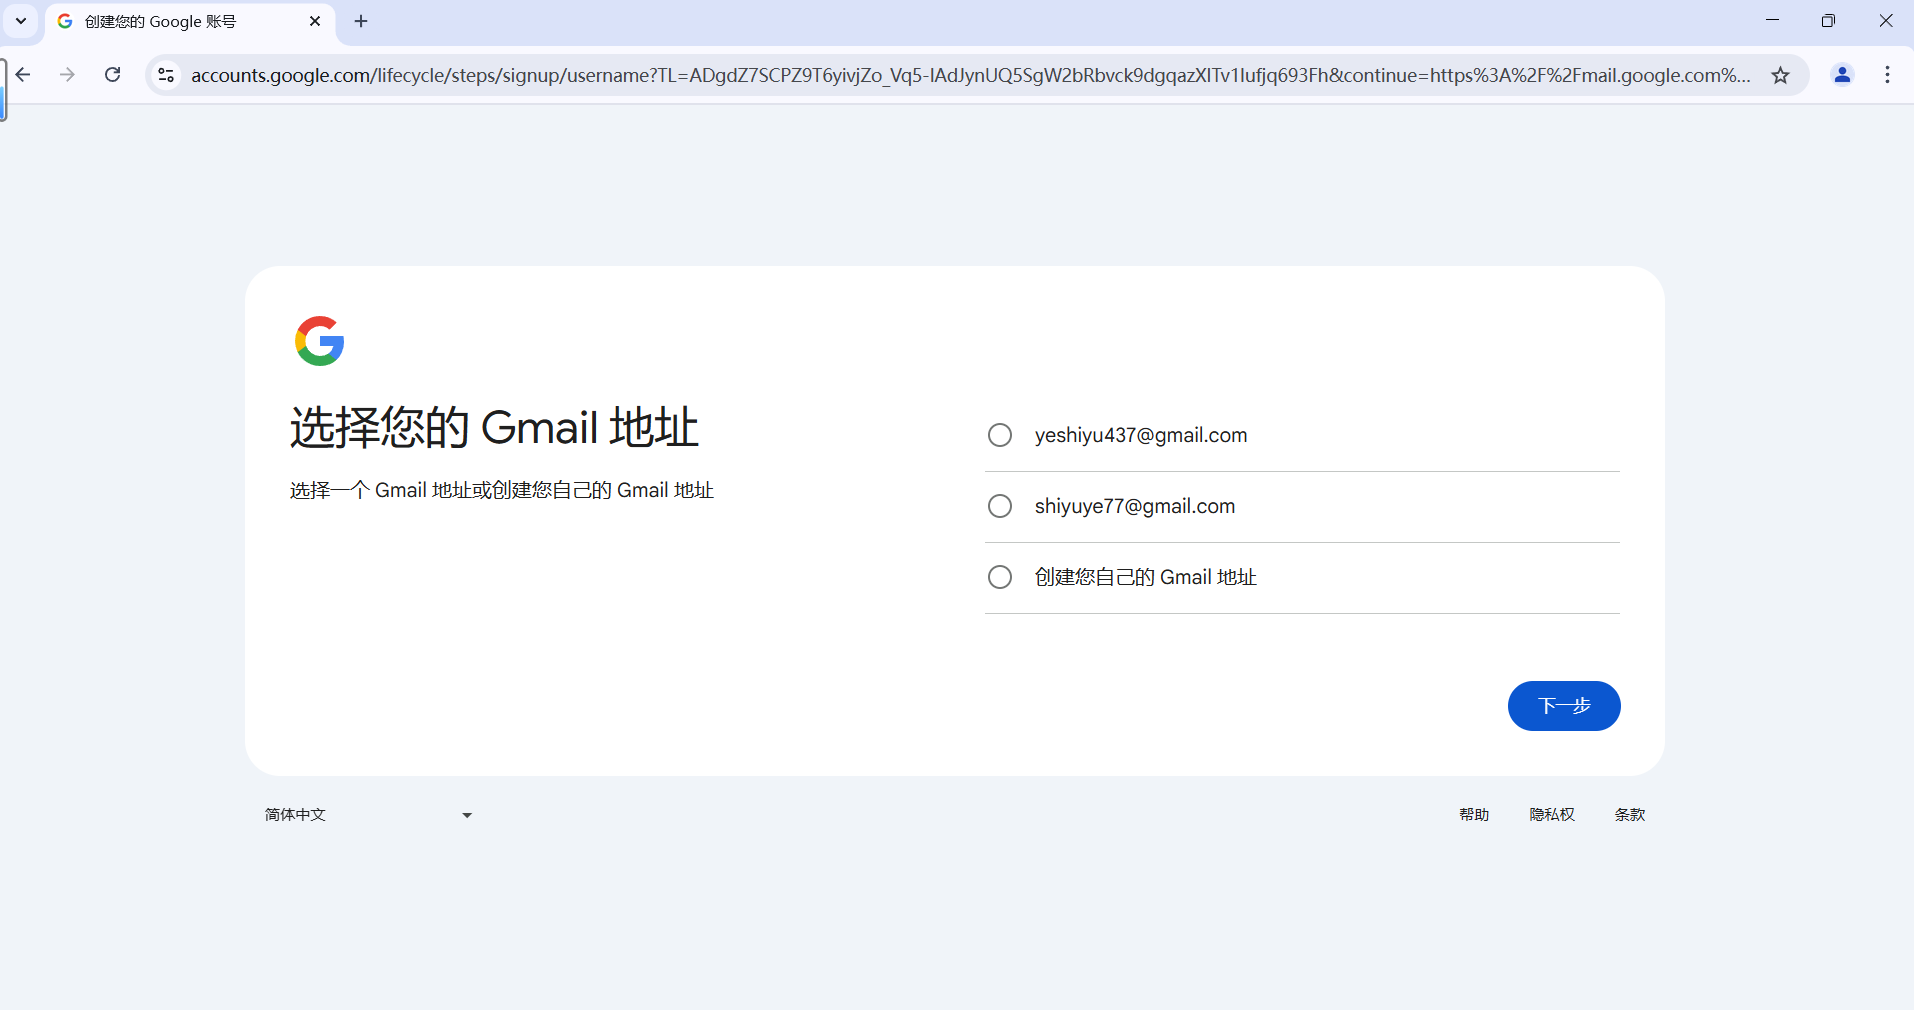 创建您的 Google 账号
accounts.google.com/lifecycle/steps/signup/username?TL=ADgdZ7SCPZ9T6yivjZo_Vq5-IAdJynUQ5SgW2bRbvck9dgqazXITv1Iufjq693Fh&continue=https%3A%2F%2Fmail.google.com%...
选择您的 Gmail 地址
选择一个 Gmail 地址或创建您自己的 Gmail 地址
yeshiyu437@gmail.com
shiyuye77@gmail.com
创建您自己的 Gmail 地址
下一步
简体中文
帮助 隐私权 条款